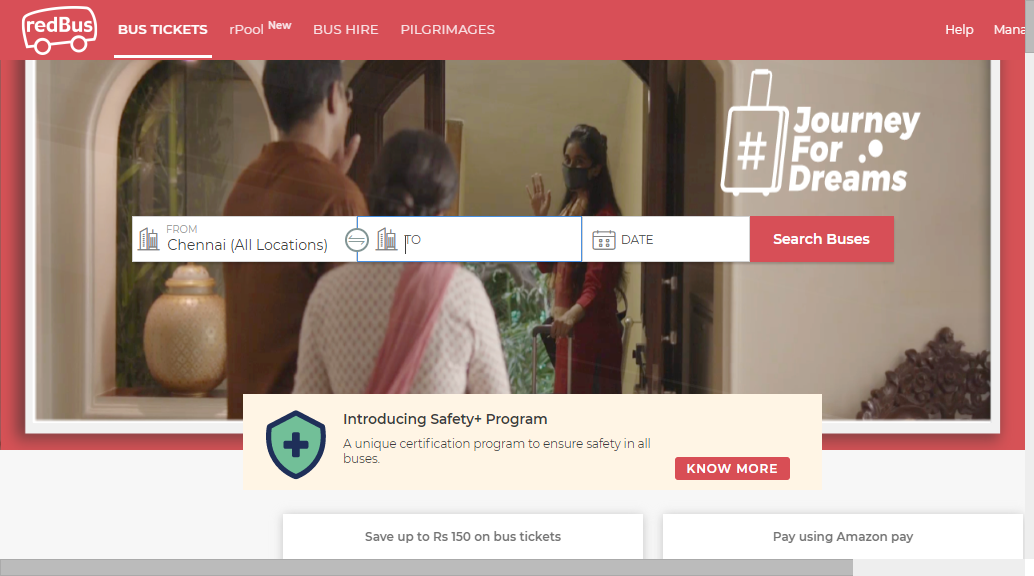 redBus
BUS TICKETS
rPool New
BUS HIRE
PILGRIMAGES
Help
Mana
# Journey
For
Dreams
FROM
Chennai (All Locations)
TO
DATE
Search Buses
Introducing Safety+ Program
A unique certification program to ensure safety in all
buses.
KNOW MORE
Save up to Rs 150 on bus tickets
Pay using Amazon pay